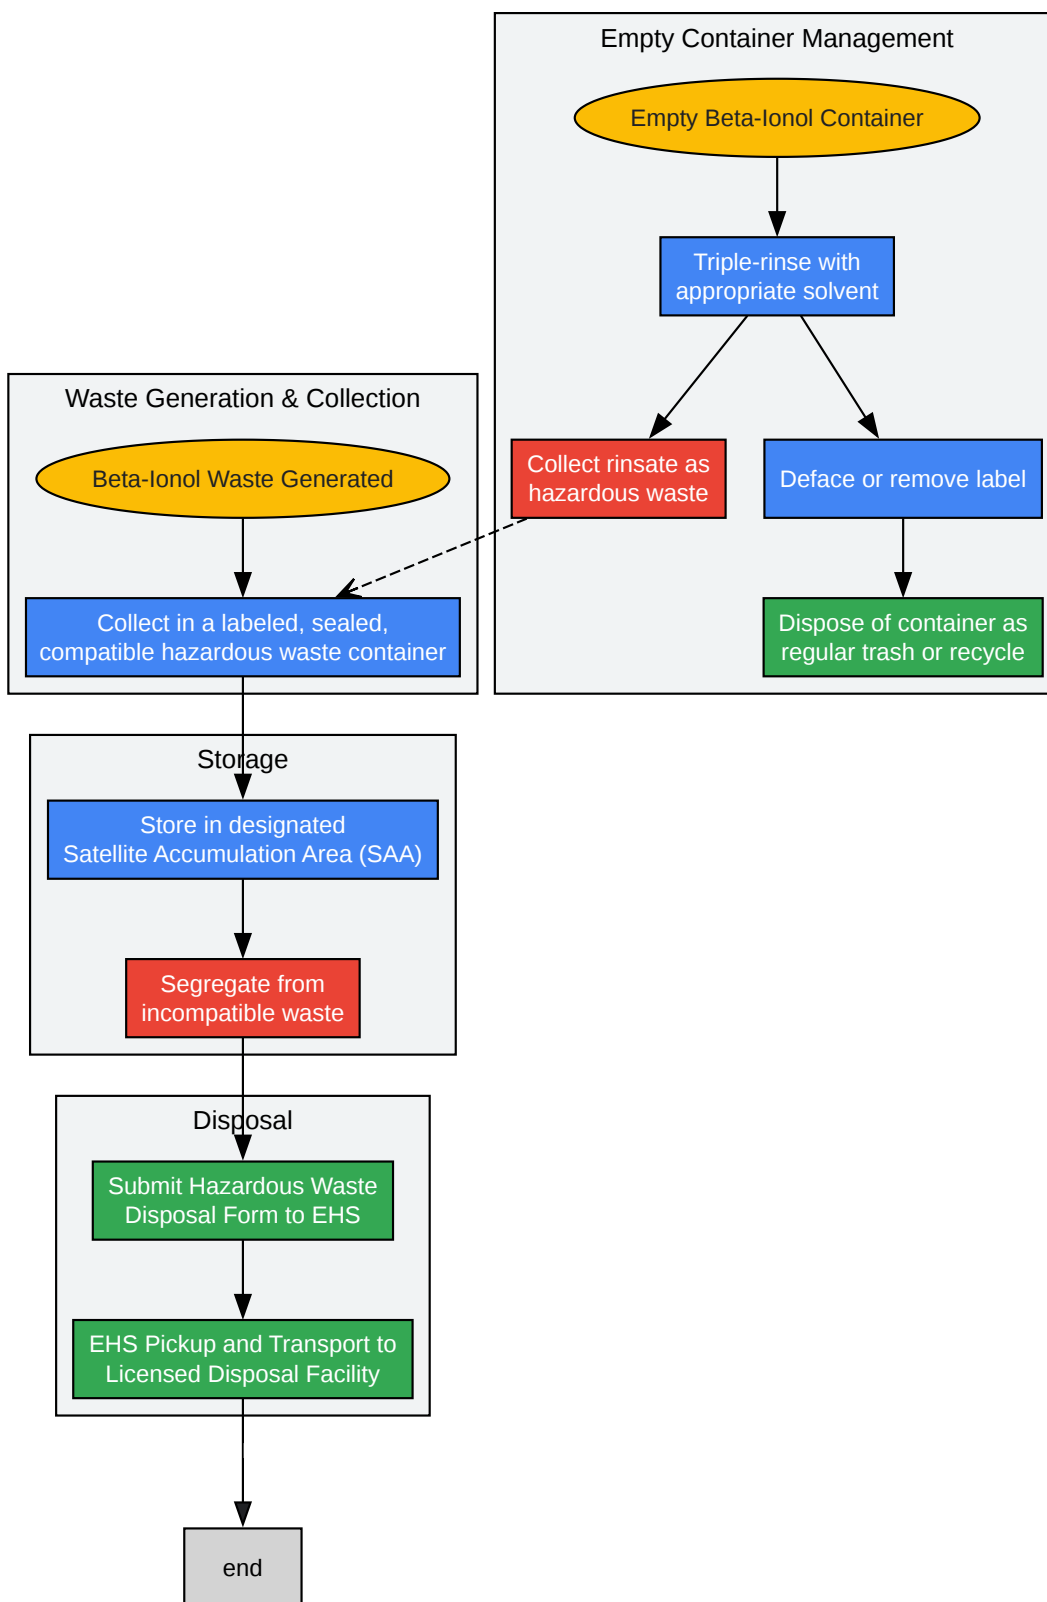 Empty Container Management
Empty Beta-Ionol Container
Triple-rinse with
appropriate solvent
Collect rinsate as
hazardous waste
Deface or remove label
Dispose of container as
regular trash or recycle
Waste Generation & Collection
Beta-Ionol Waste Generated
Collect in a labeled, sealed,
compatible hazardous waste container
Storage
Store in designated
Satellite Accumulation Area (SAA)
Segregate from
incompatible waste
Disposal
Submit Hazardous Waste
Disposal Form to EHS
EHS Pickup and Transport to
Licensed Disposal Facility
end